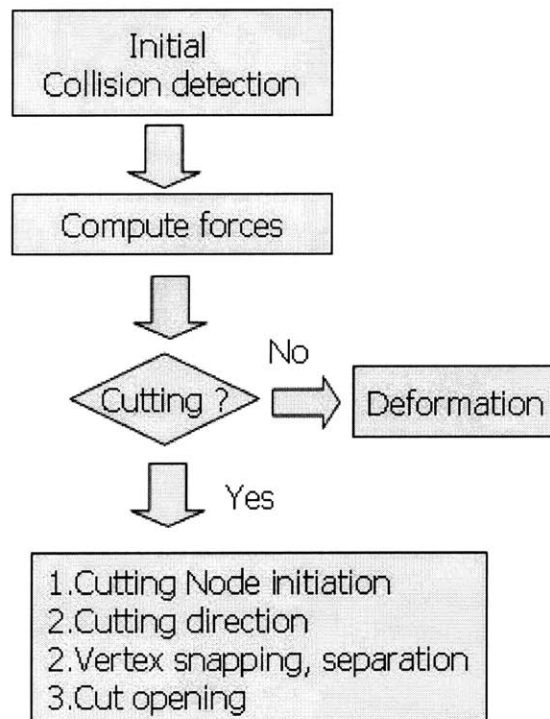 Initial
Collision detection
Compute forces
No
Cutting ?
Deformation
Yes
1.Cutting Node initiation
2.Cutting direction
2.Vertex snapping, separation
3.Cut opening